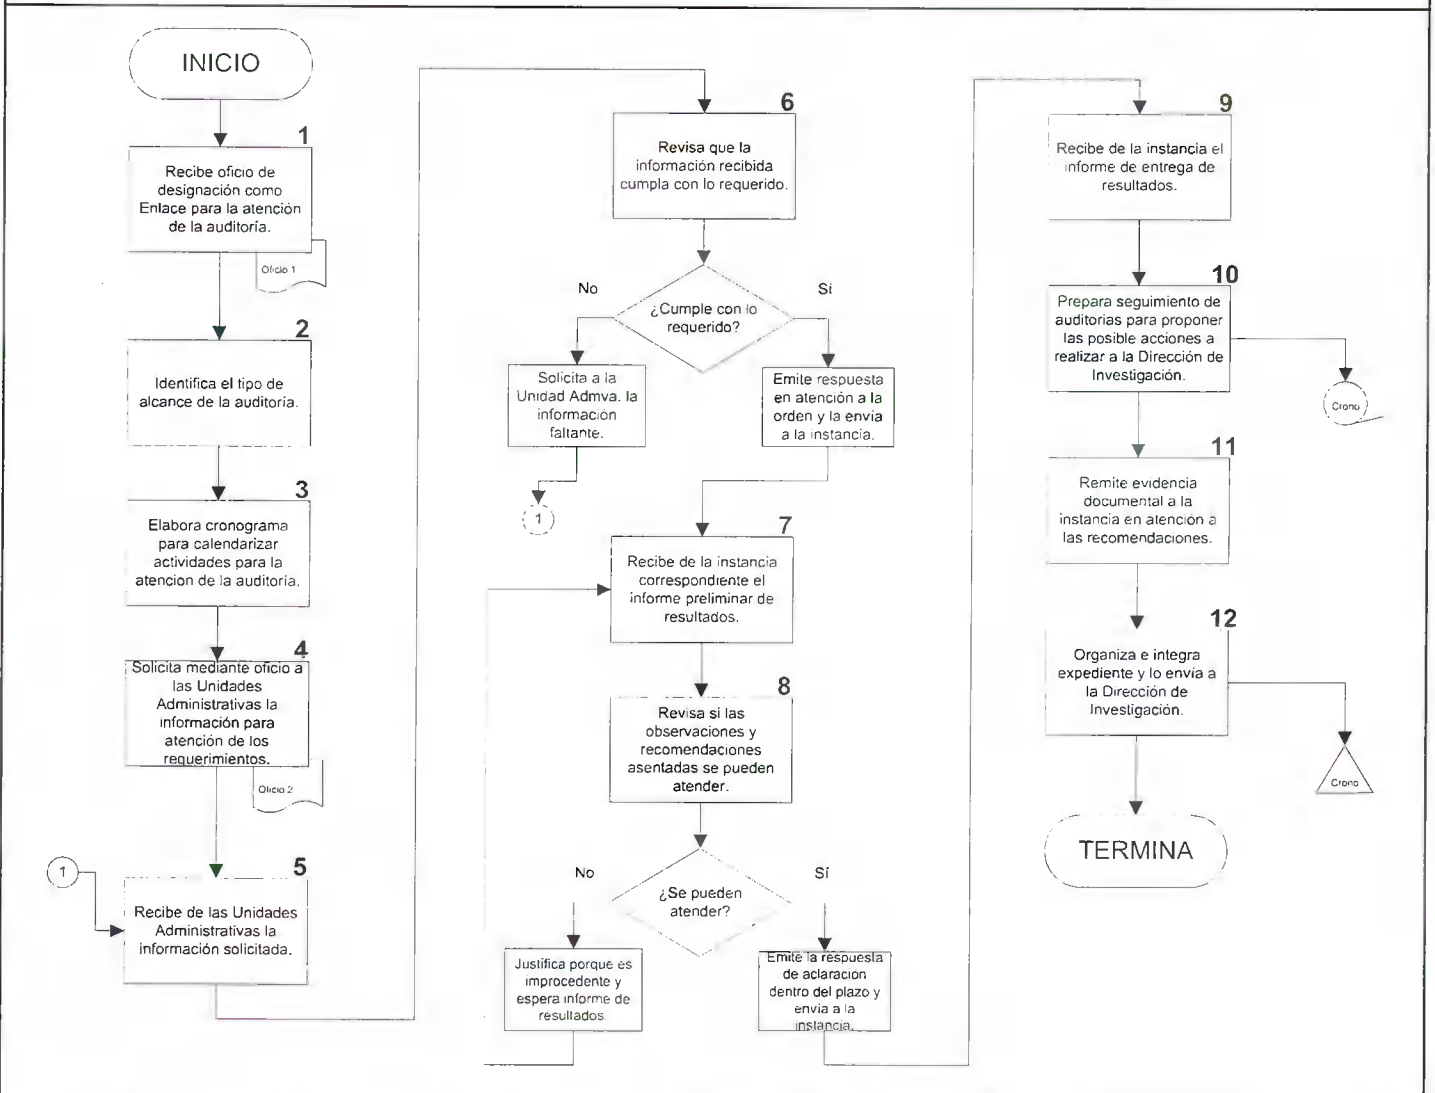 INICIO
1
Recibe oficio de
designación como
Enlace para la atención
de la auditoría.
Oficio 1
2
Identifica el tipo de
alcance de la auditoría.
3
Elabora cronograma
para calendarizar
actividades para la
atencion de la auditoría.
4
Solicita mediante oficio a
las Unidades
Administrativas la
información para
atención de los
requerimientos.
Oficio 2
1
5
Recibe de las Unidades
Administrativas la
información solicitada.
6
Revisa que la
información recibida
cumpla con lo requerido.
No
Sí
¿Cumple con lo
requerido?
Solicita a la
Unidad Admva. la
información
faltante.
Emite respuesta
en atención a la
orden y la envía
a la instancia.
1
7
Recibe de la instancia
correspondiente el
informe preliminar de
resultados.
8
Revisa si las
observaciones y
recomendaciones
asentadas se pueden
atender.
No
Sí
¿Se pueden
atender?
Justifica porque es
improcedente y
espera informe de
resultados
Emite la respuesta
de aclaración
dentro del plazo y
envía a la
instancia.
9
Recibe de la instancia el
informe de entrega de
resultados.
10
Prepara seguimiento de
auditorias para proponer
las posible acciones a
realizar a la Dirección de
Investigación.
Crono
11
Remite evidencia
documental a la
instancia en atención a
las recomendaciones.
12
Organiza e integra
expediente y lo envía a
la Dirección de
Investigación.
Crono
TERMINA